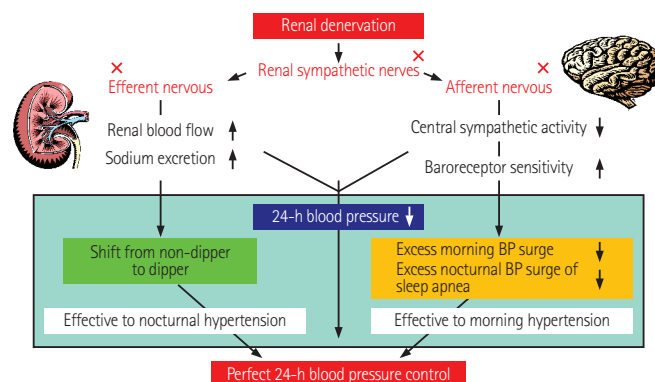 Renal denervation
× Renal sympathetic nerves ×
× Efferent nervous
Afferent nervous
Renal blood flow ↑
Sodium excretion ↑
Central sympathetic activity ↓
Baroreceptor sensitivity ↑
24-h blood pressure ↓
Shift from non-dipper
to dipper
Excess morning BP surge ↓
Excess nocturnal BP surge of ↓
sleep apnea
Effective to nocturnal hypertension
Effective to morning hypertension
Perfect 24-h blood pressure control